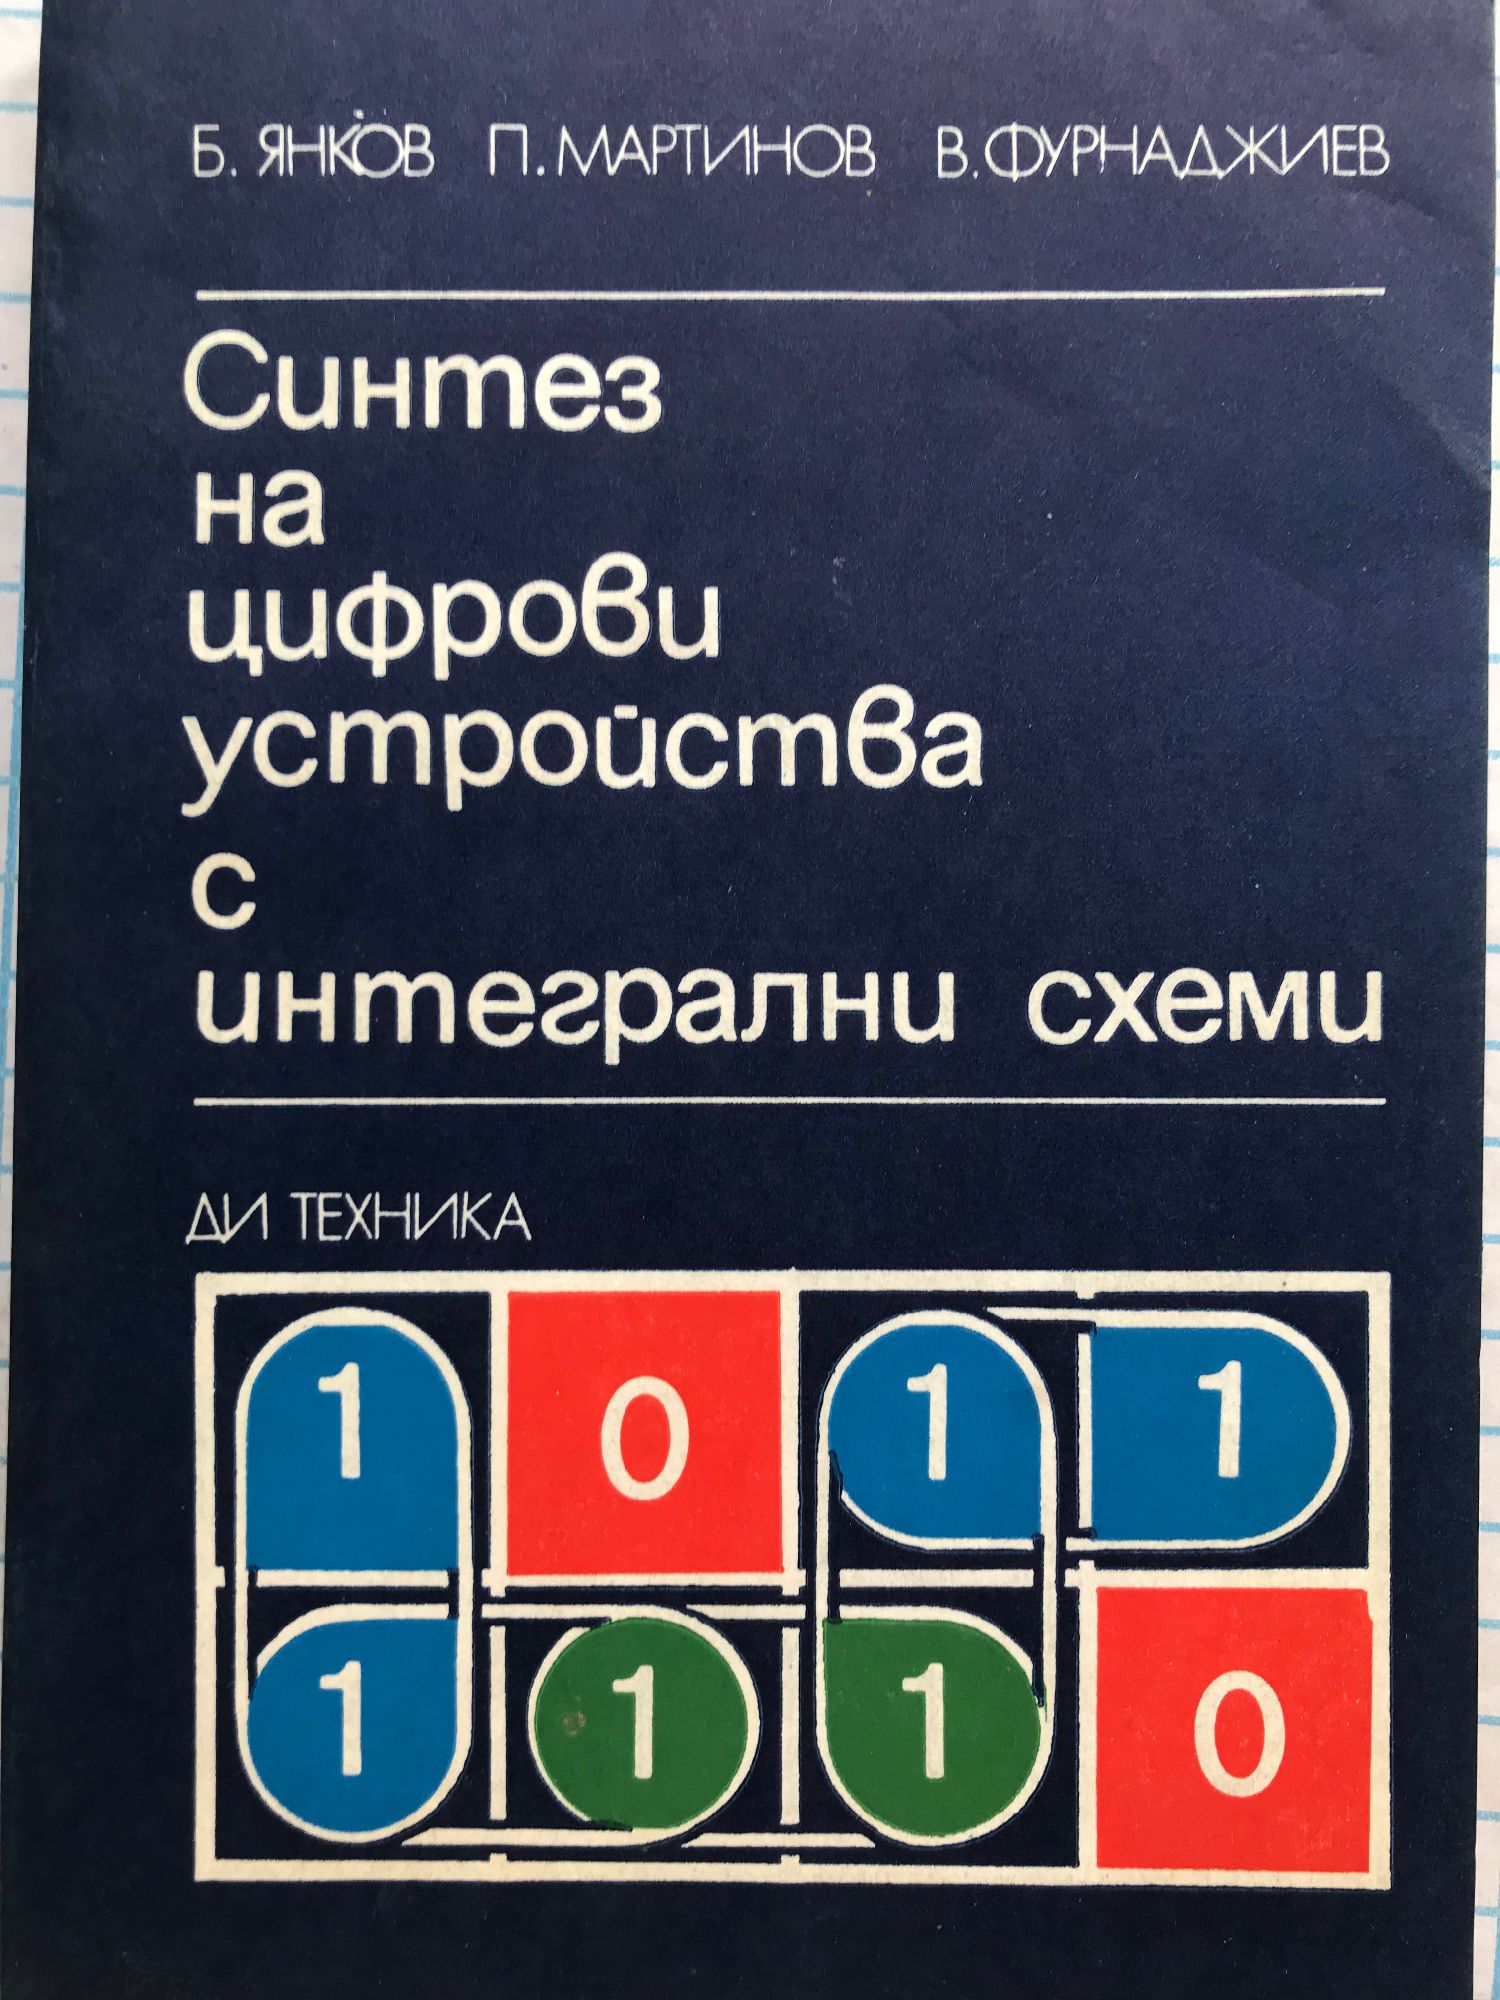 Б. ЯНКОВ П. МАРТИНОВ В. ФУРНАДЖИЕВ
Синтез
на
цифрови
устройства
с
интегрални схеми
ДИ ТЕХНИКА
1 0 1 1
1 1 1 0